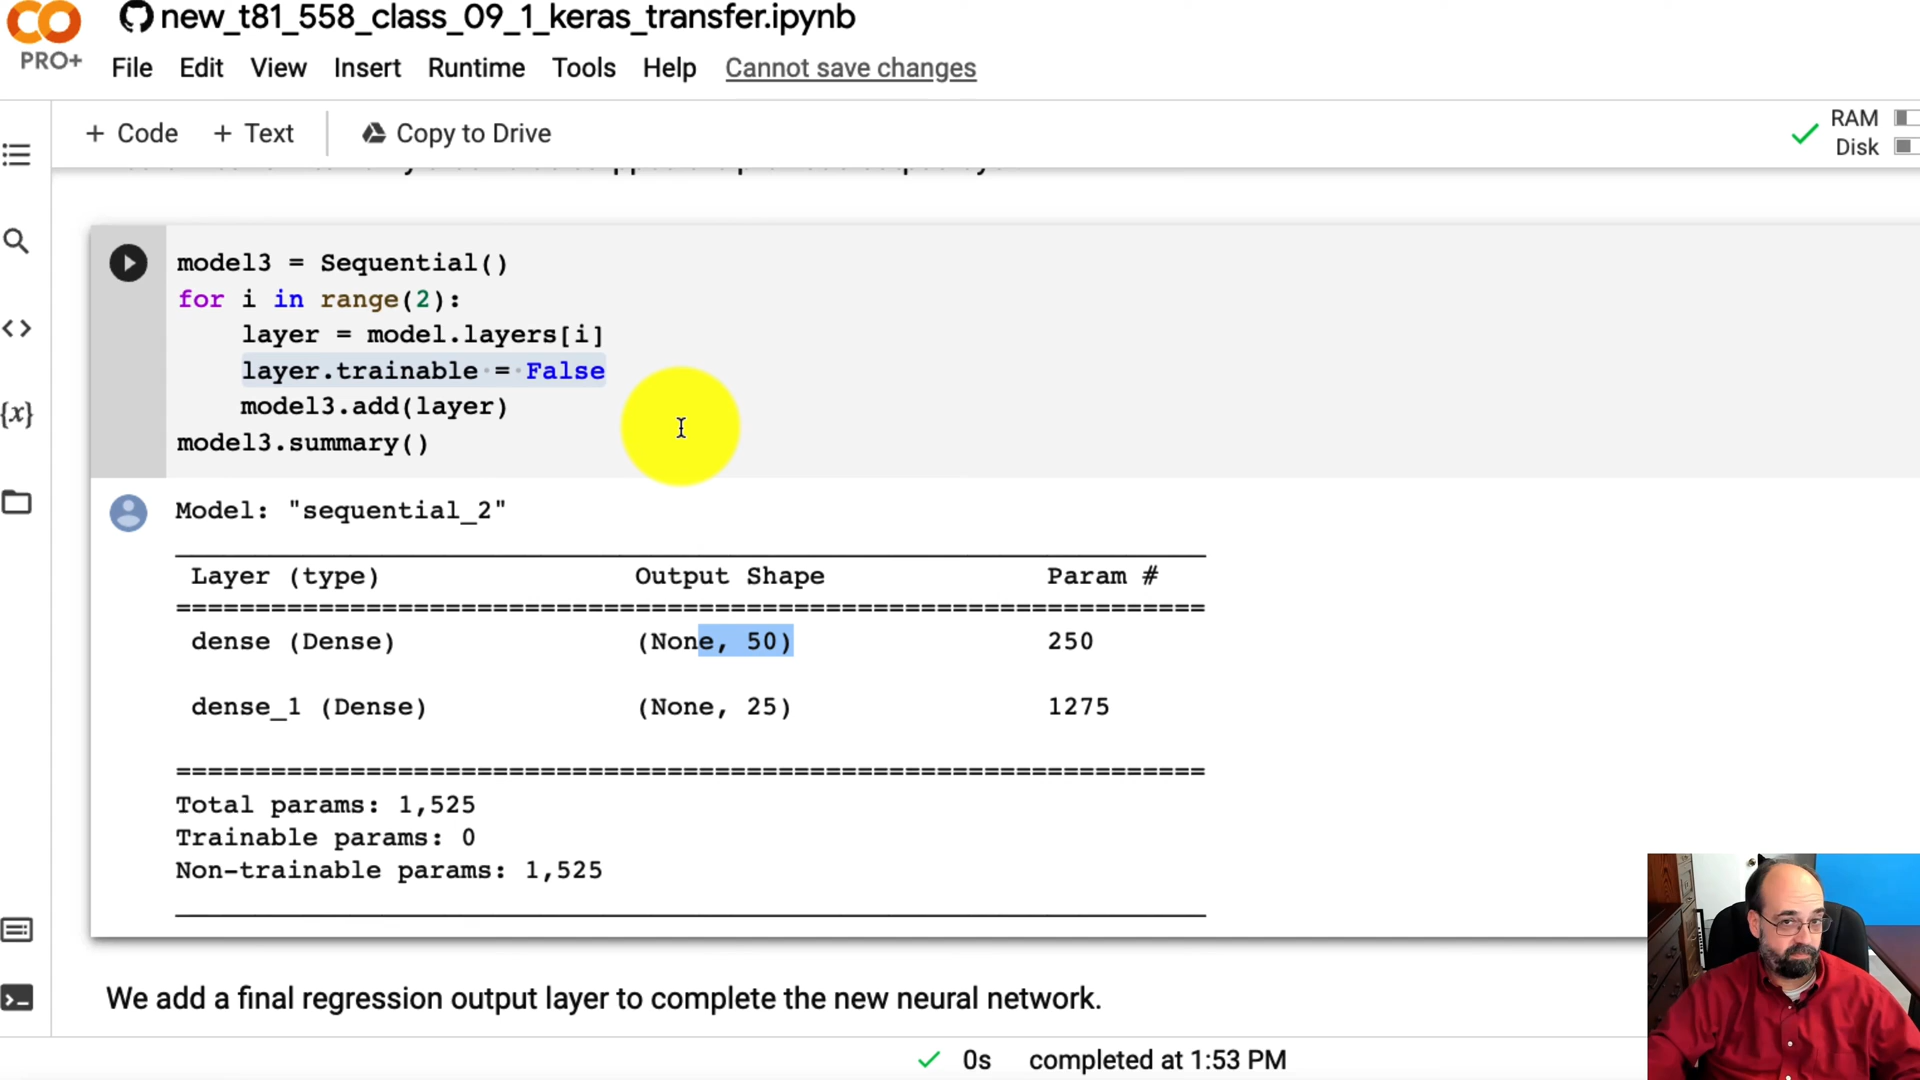 new_t81_558_class_09_1_keras_transfer.ipynb
PRO+
File Edit View Insert Runtime Tools Help Cannot save changes
+ Code + Text Copy to Drive
RAM
Disk
model3 = Sequential()
for i in range(2):
layer = model.layers[i]
layer.trainable = False
model3.add(layer)
model3.summary()
Model: "sequential_2"
Layer (type) Output Shape Param #
dense (Dense) (None, 50) 250
dense_1 (Dense) (None, 25) 1275
Total params: 1,525
Trainable params: 0
Non-trainable params: 1,525
We add a final regression output layer to complete the new neural network.
0s completed at 1:53 PM